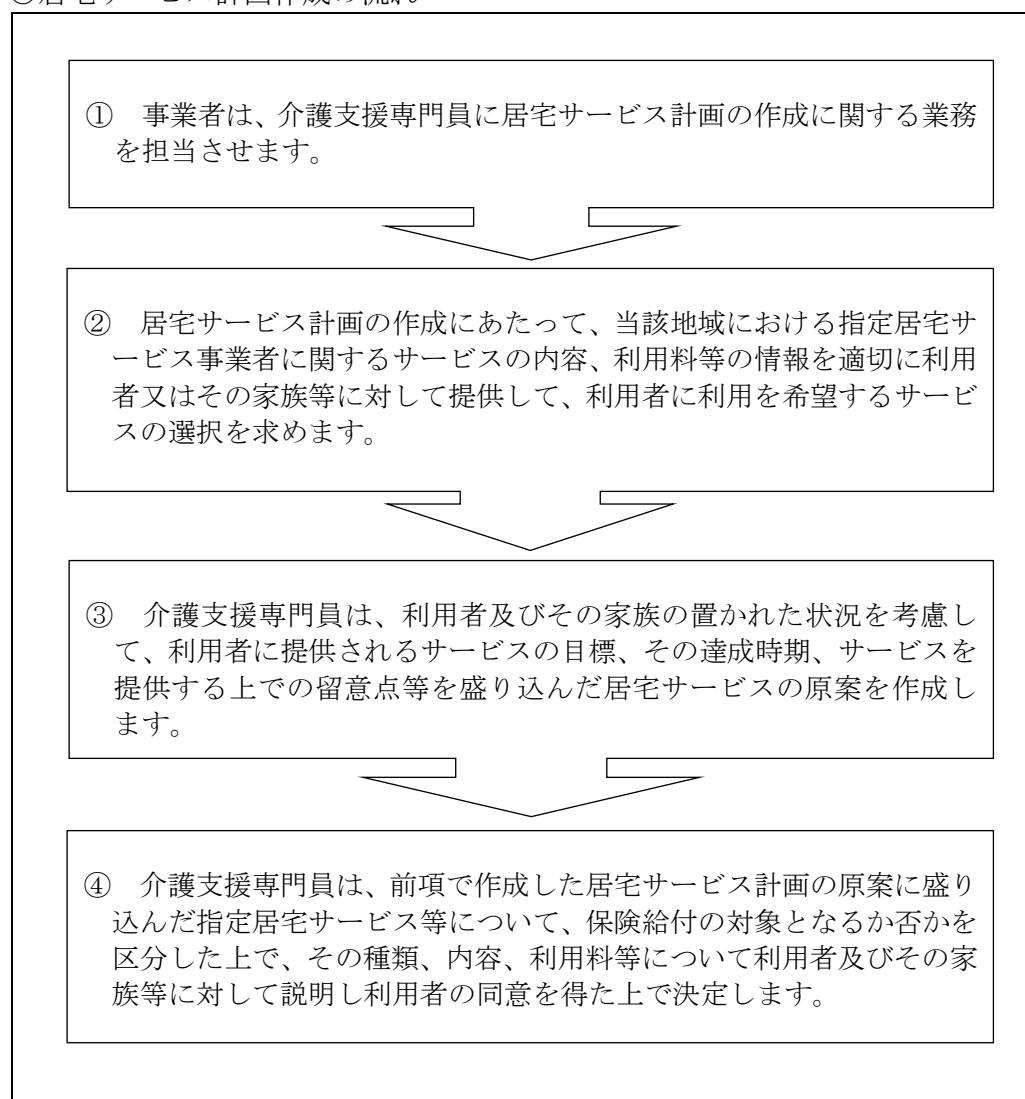 ① 事業者は、介護支援専門員に居宅サービス計画の作成に関する業務
を担当させます。
② 居宅サービス計画の作成にあたって、当該地域における指定居宅サ
ービス事業者に関するサービスの内容、利用料等の情報を適切に利用
者又はその家族等に対して提供して、利用者に利用を希望するサービ
スの選択を求めます。
③ 介護支援専門員は、利用者及びその家族の置かれた状況を考慮し
て、利用者に提供されるサービスの目標、その達成時期、サービスを
提供する上での留意点等を盛り込んだ居宅サービスの原案を作成し
ます。
④ 介護支援専門員は、前項で作成した居宅サービス計画の原案に盛り
込んだ指定居宅サービス等について、保険給付の対象となるか否かを
区分した上で、その種類、内容、利用料等について利用者及びその家
族等に対して説明し利用者の同意を得た上で決定します。